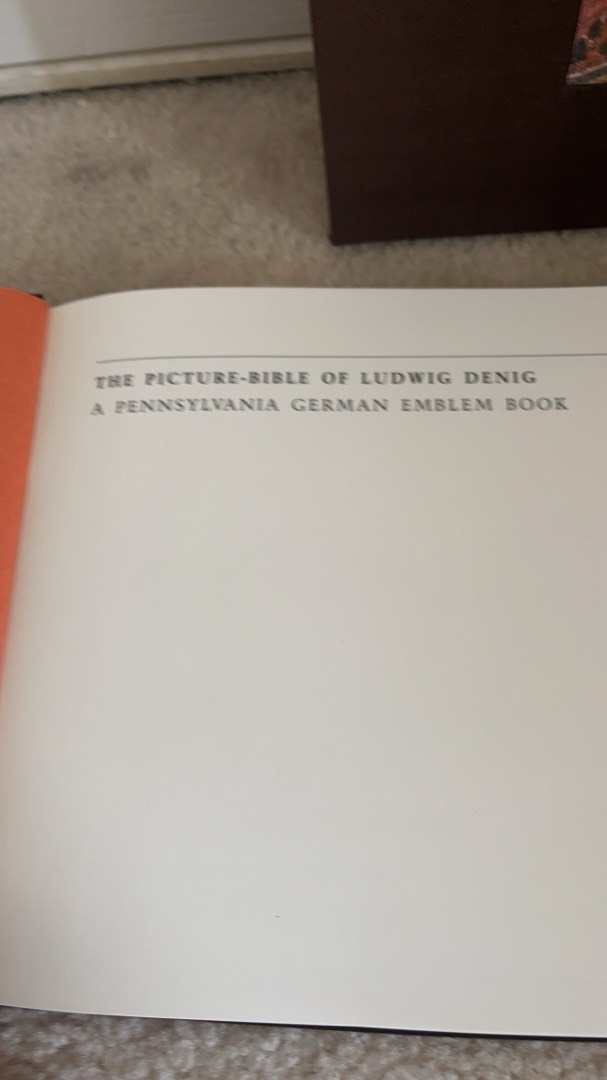 THE PICTURE-BIBLE OF LUDWIG DENIG
A PENNSYLVANIA GERMAN EMBLEM BOOK